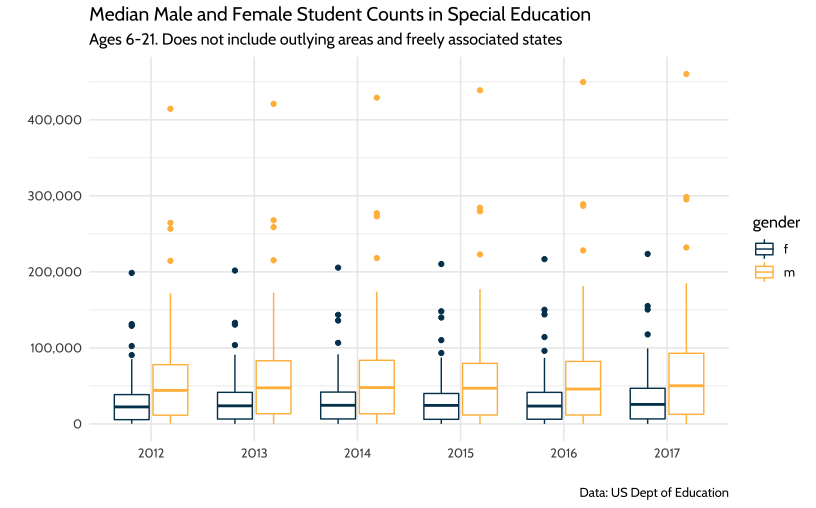 Median Male and Female Student Counts in Special Education
Ages 6-21. Does not include outlying areas and freely associated states
400,000
300,000
200,000
100,000
0
2012 2013 2014 2015 2016 2017
gender
f
m
Data: US Dept of Education